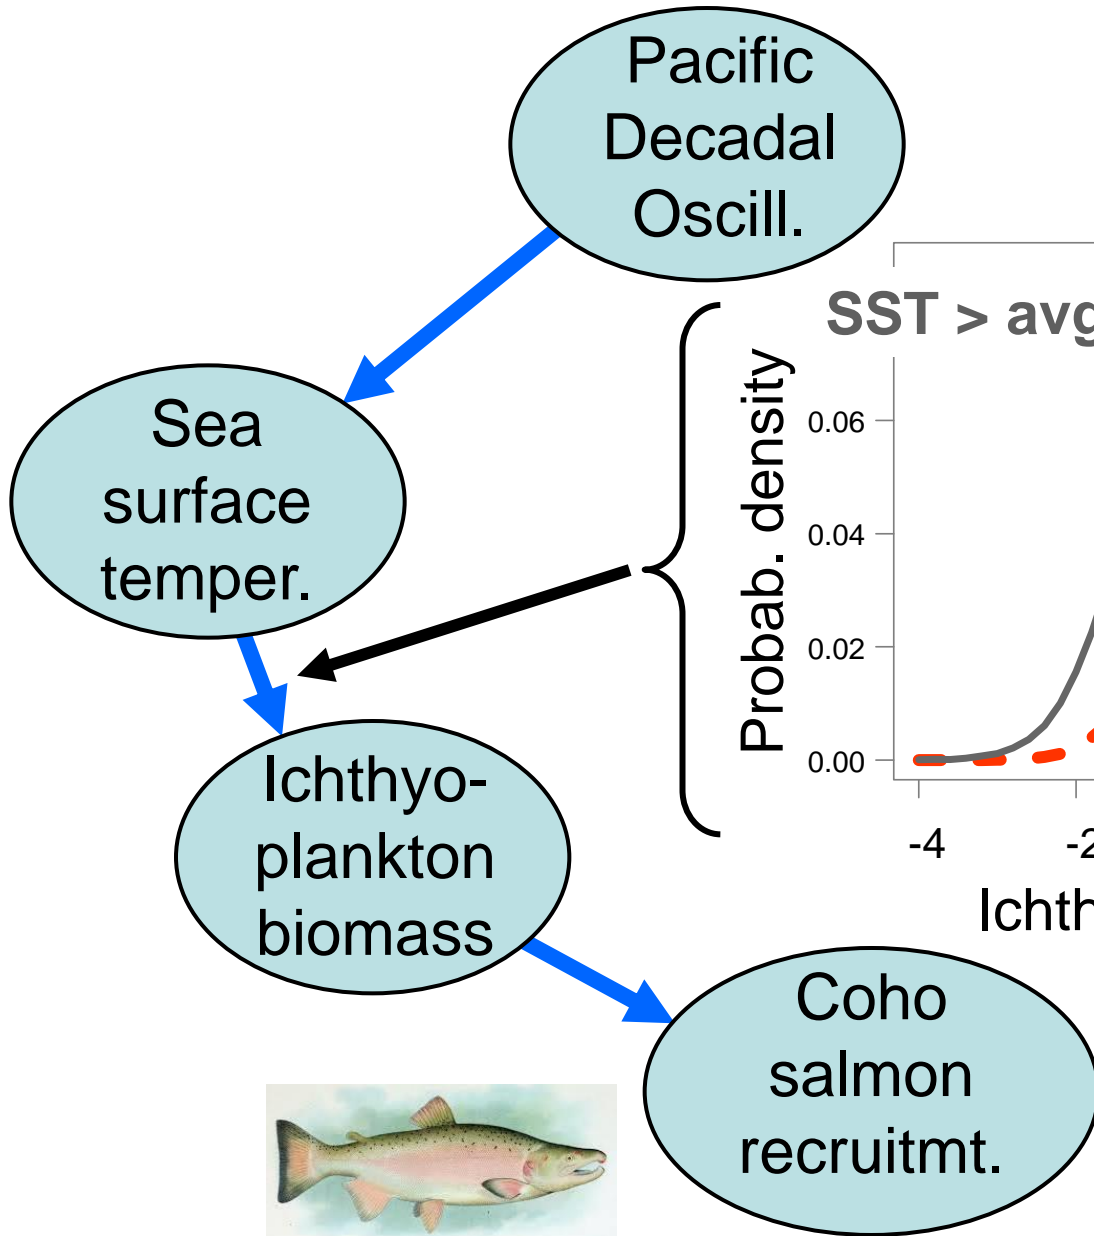 Pacific
Decadal
Oscill.
SST > avg
Sea
surface
temper.
Probab. density
0.06
0.04
0.02
0.00
-4
Ichthyo-
plankton
biomass
Coho
salmon
recruitmt.